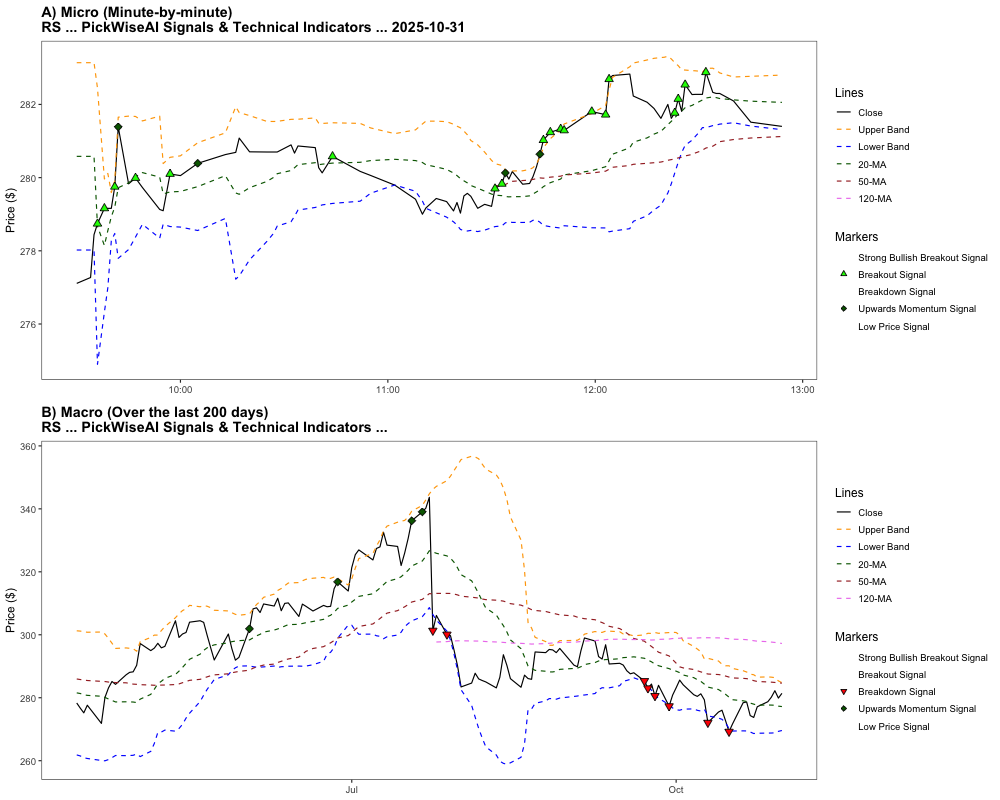 A) Micro (Minute-by-minute)
RS ... PickWiseAI Signals & Technical Indicators ... 2025-10-31
Price ($)
282
280
278
276
10:00
11:00
12:00
13:00
Lines
Close
Upper Band
Lower Band
20-MA
50-MA
120-MA
Markers
Strong Bullish Breakout Signal
Breakout Signal
Breakdown Signal
Upwards Momentum Signal
Low Price Signal
B) Macro (Over the last 200 days)
RS ... PickWiseAI Signals & Technical Indicators ...
Price ($)
360
340
320
300
280
260
Jul
Oct
Lines
Close
Upper Band
Lower Band
20-MA
50-MA
120-MA
Markers
Strong Bullish Breakout Signal
Breakout Signal
Breakdown Signal
Upwards Momentum Signal
Low Price Signal